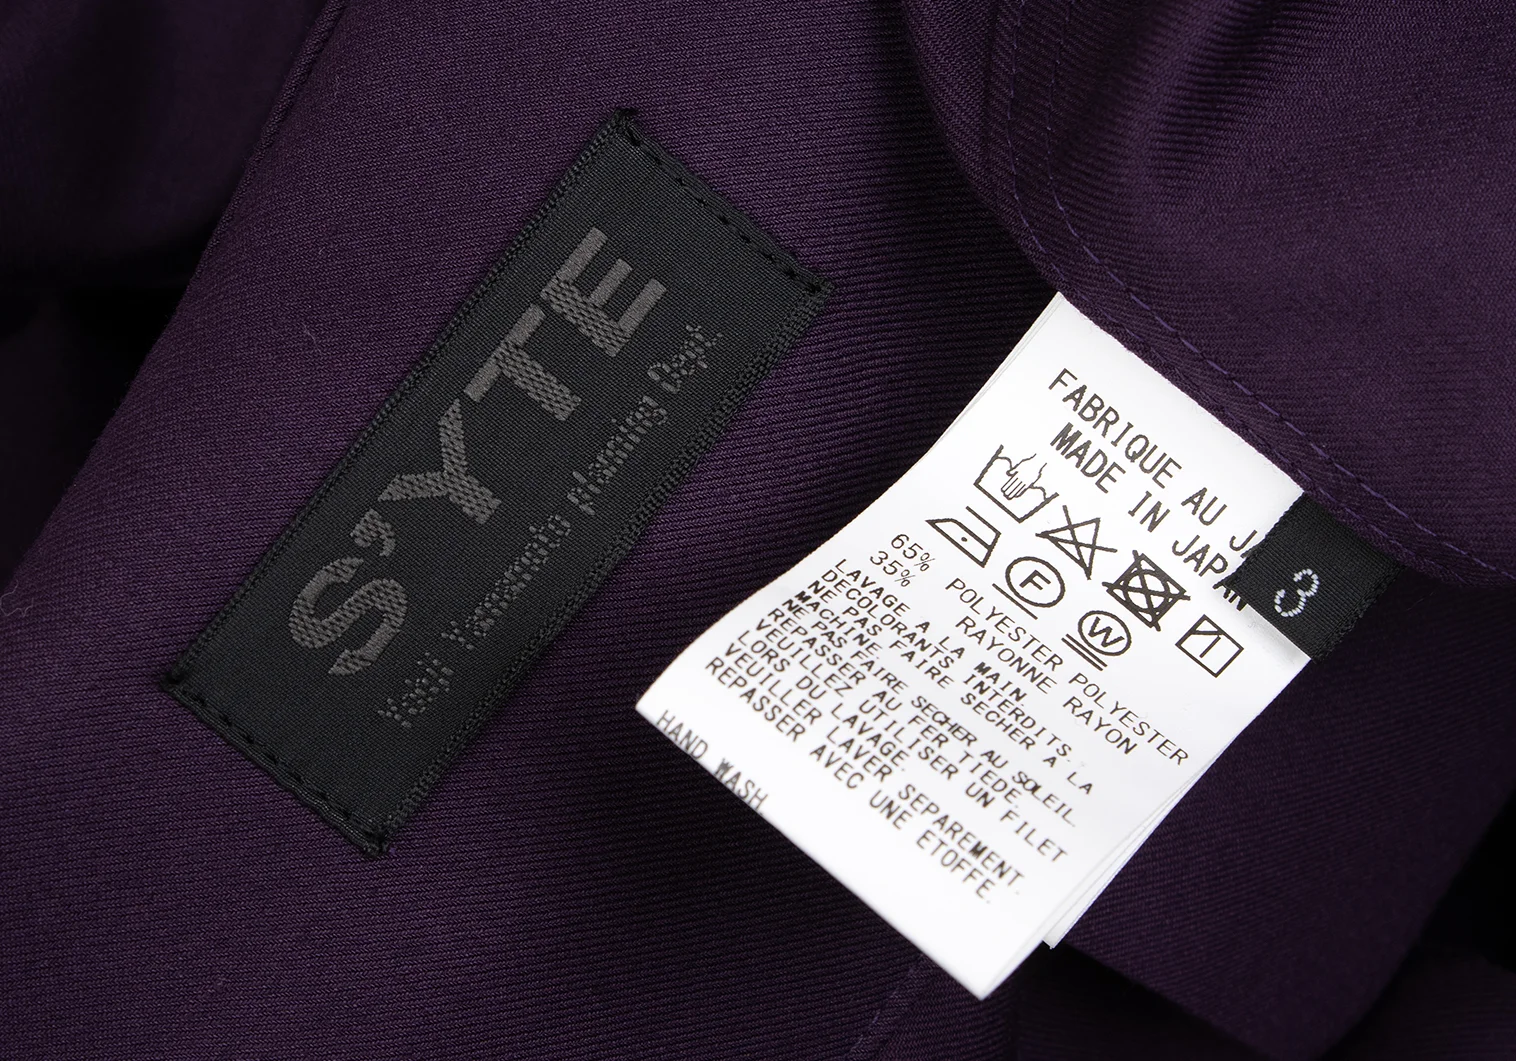 S'YTE
Yohji Yamamoto Planning Dept.
FABRIQUE AU
MADE IN JAPAN
3
F
W
65% POLYESTER POLYESTER
35% RAYONNE RAYON
LAVAGE A LA MAIN.
DECOLORANTS INTERDITS.
NE PAS FAIRE SECHER A LA
MACHINE.
NE PAS FAIRE SECHER AU SOLEIL.
REPASSER AU FER TIEDE.
VEUILLEZ UTILISER UN FILET
LORS DU LAVAGE.
VEUILLER LAVER SEPAREMENT.
REPASSER AVEC UNE ETOFFE.
HAND WASH